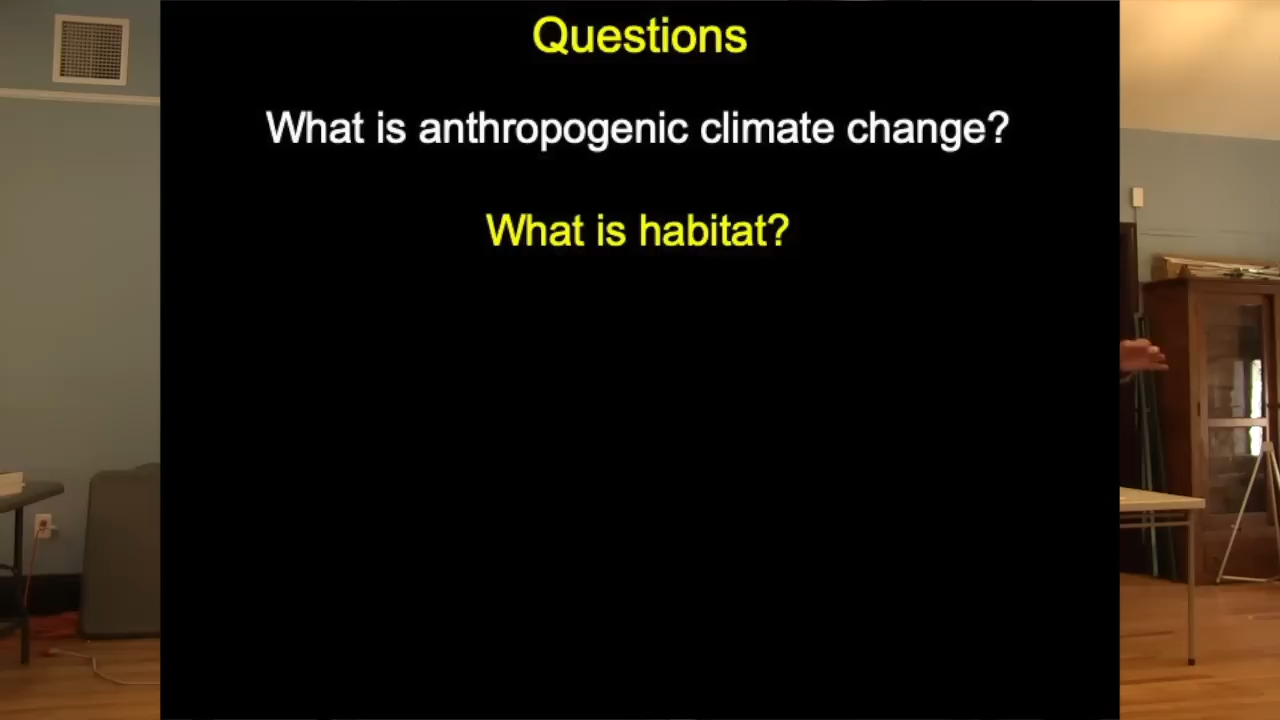 Questions
What is anthropogenic climate change?
What is habitat?